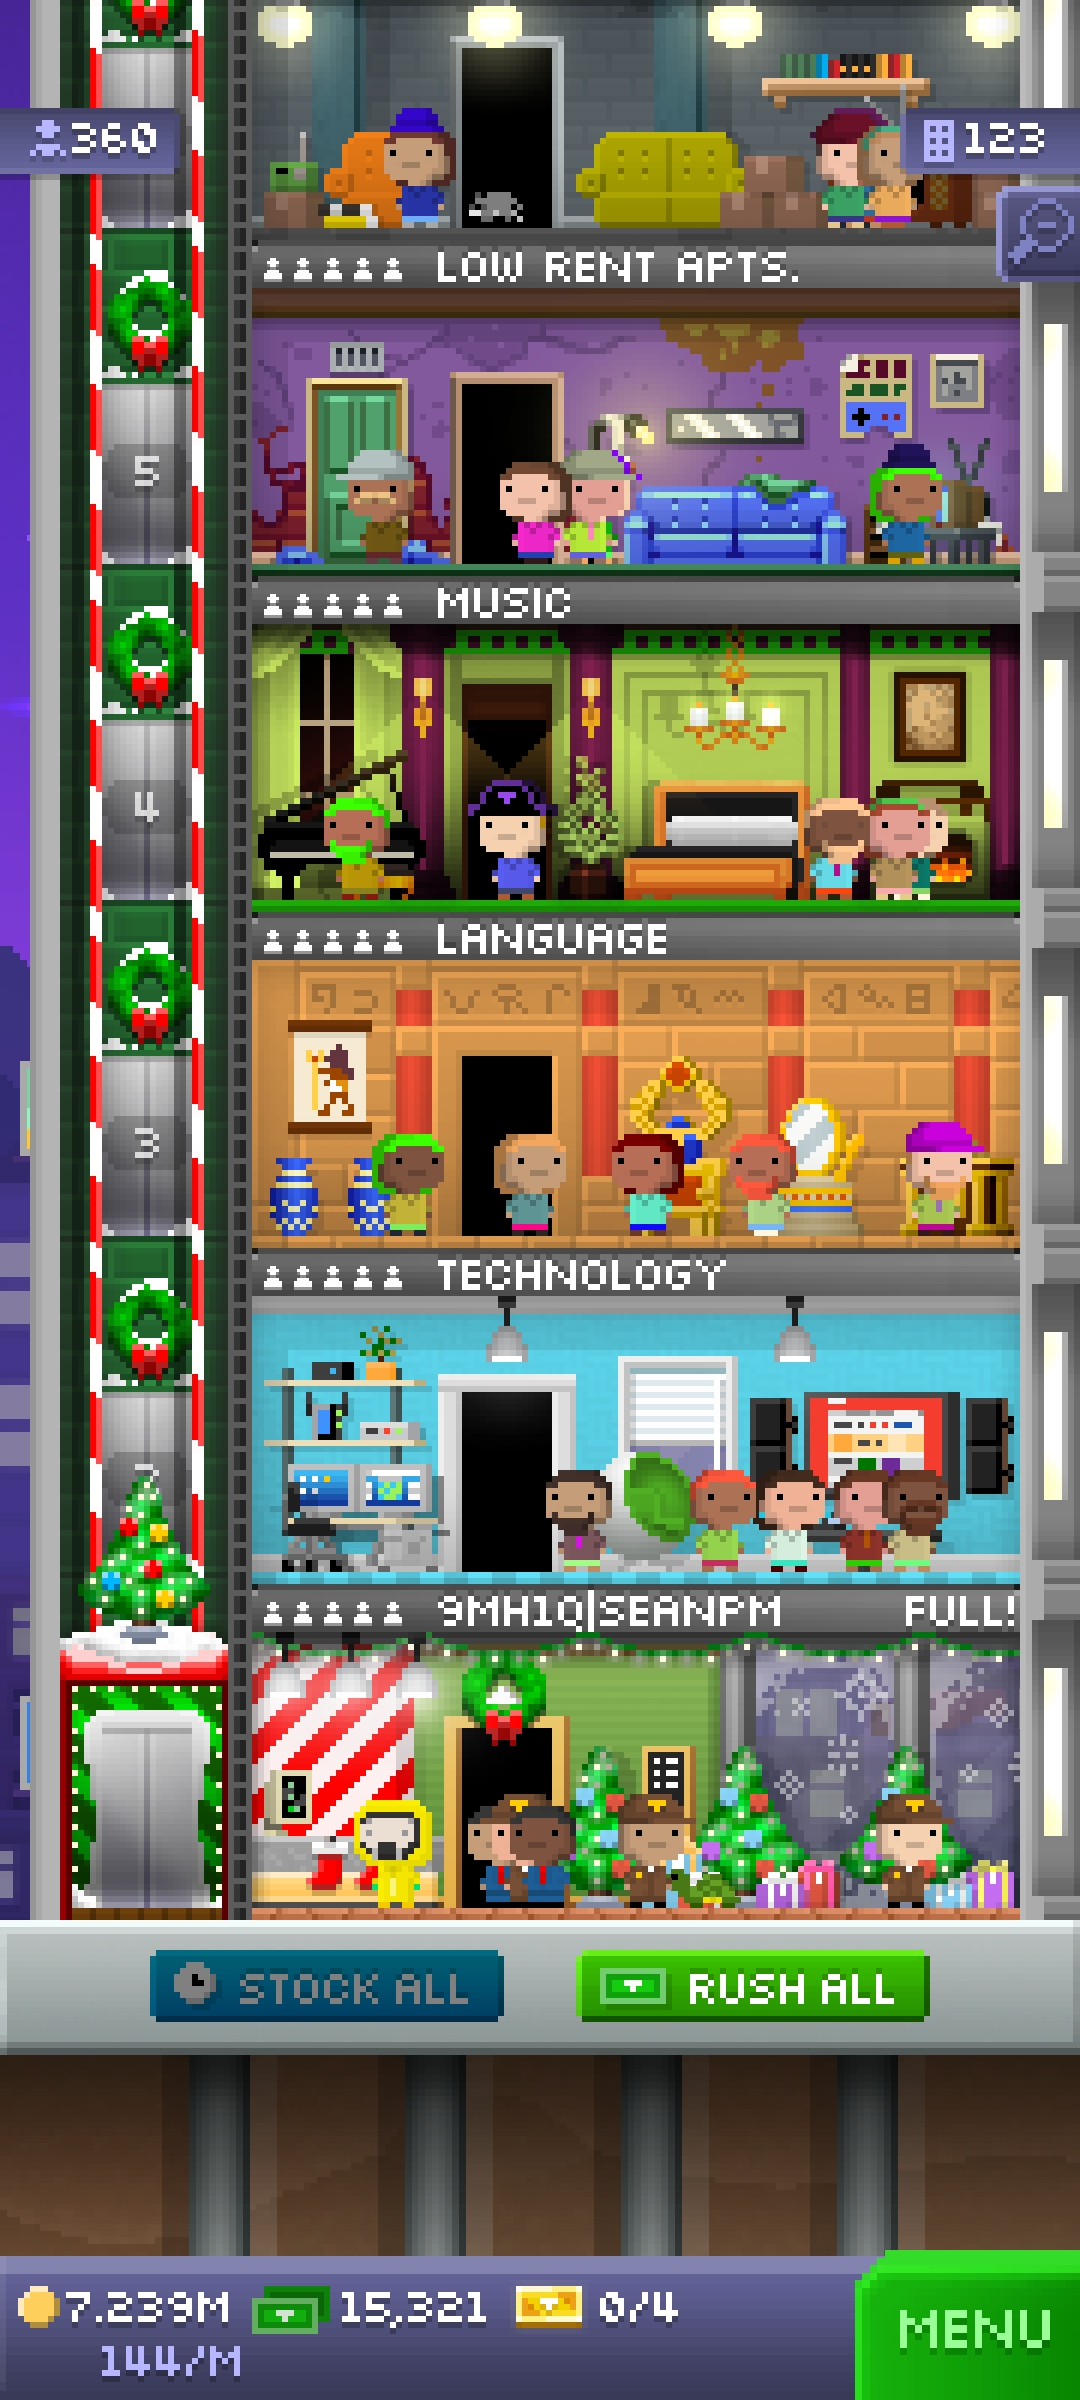 360
123
LOW RENT APTS.
5
MUSIC
4
LANGUAGE
3
TECHNOLOGY
9MH1Q|SEANPM FULL!
STOCK ALL
RUSH ALL
7.239M 15,321 0/4
144/M
MENU